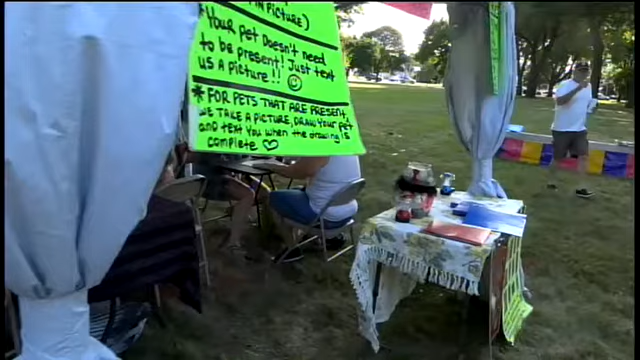 IN PICTURE)
*YOUR PET DOESN'T NEED
to be present! Just text
us A picture!!
*FOR PETS THAT ARE PRESENT,
WE TAKE A PICTURE, DRAW YOUR PET
AND TEXT YOU WHEN THE DRAWING IS
COMPLETE